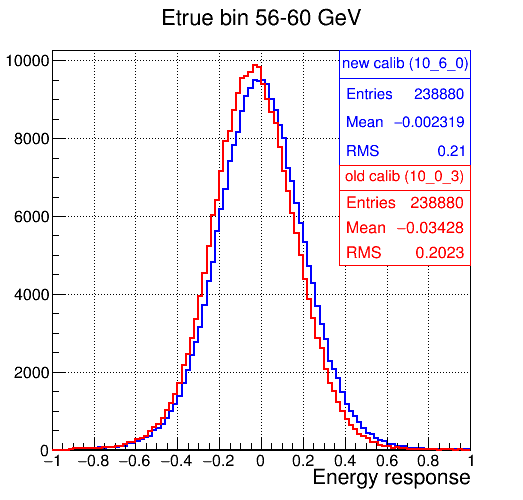 Etrue bin 56-60 GeV
new calib (10_6_0)
Entries 238880
Mean −0.002319
RMS 0.21
old calib (10_0_3)
Entries 238880
Mean −0.03428
RMS 0.2023
10000
8000
6000
4000
2000
0
−1 −0.8 −0.6 −0.4 −0.2 0 0.2 0.4 0.6 0.8 1
Energy response